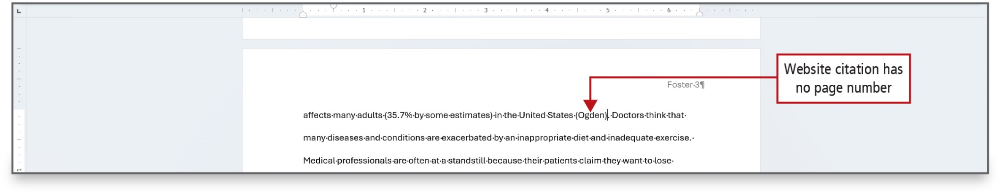 1 2 3 4 5 6
Foster·3¶
Website citation has
no page number
affects·many·adults·(35.7%·by·some·estimates)·in·the·United·States·(Ogden).·Doctors·think·that·
many·diseases·and·conditions·are·exacerbated·by·an·inappropriate·diet·and·inadequate·exercise.·
Medical·professionals·are·often·at·a·standstill·because·their·patients·claim·they·want·to·lose·
1